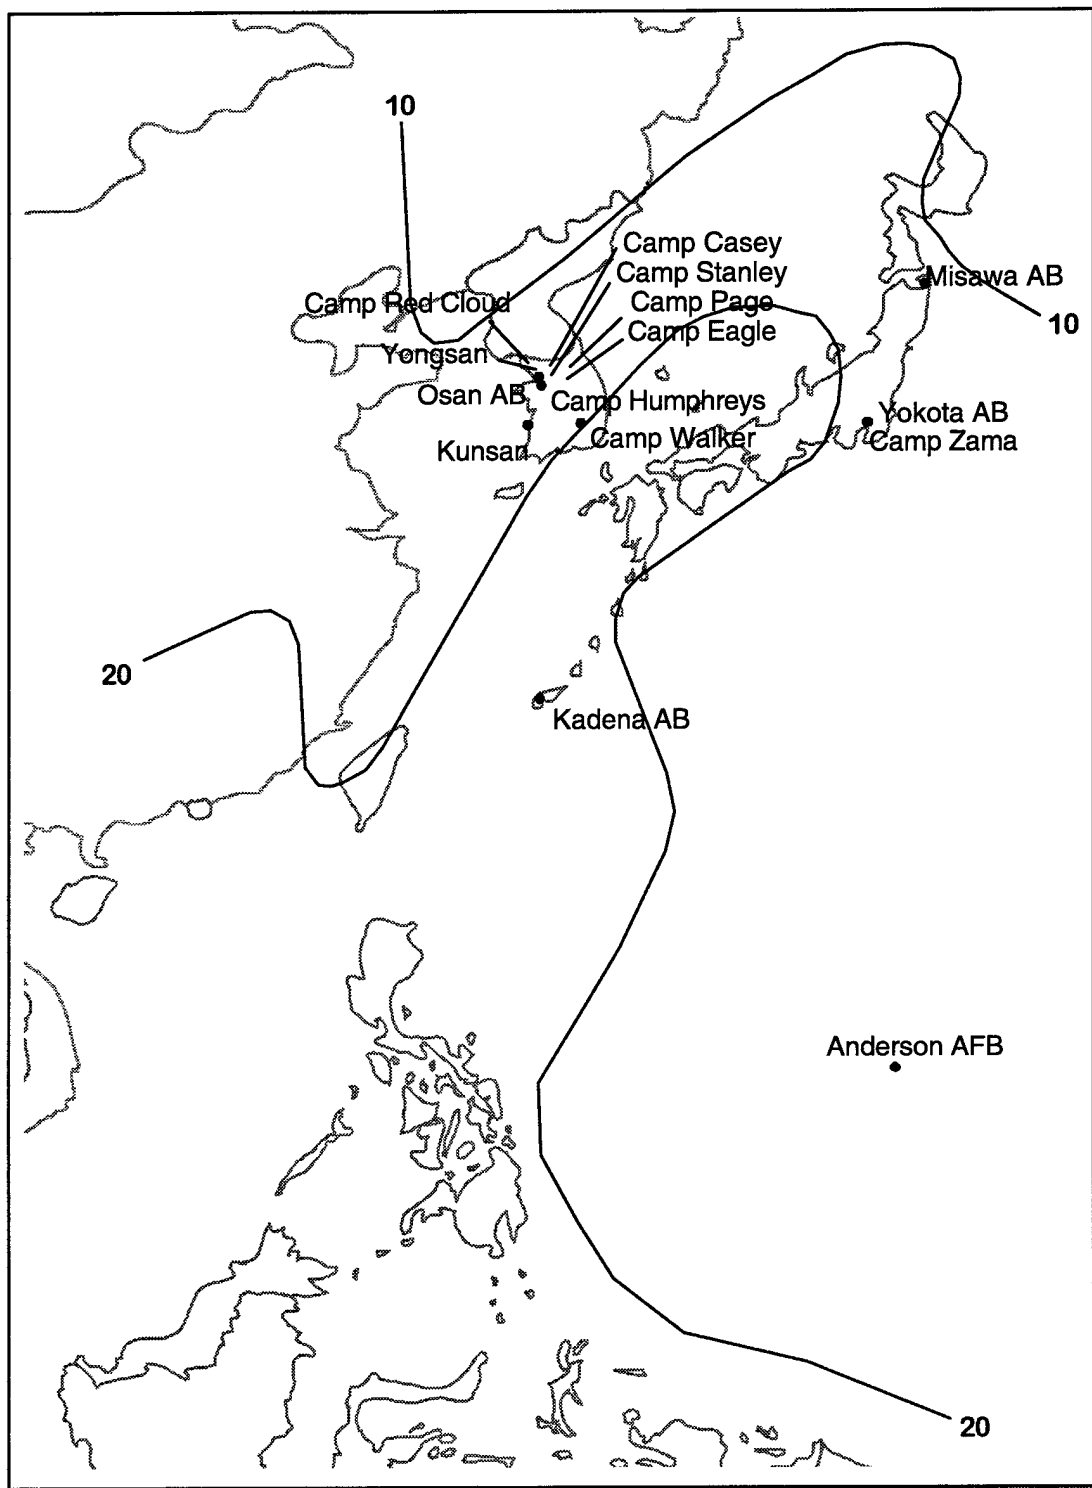 10
Camp Casey
Camp Stanley
Misawa AB
Camp Red Cloud
Camp Page
10
Camp Eagle
Yongsan
Osan AB
Camp Humphreys
Yokota AB
Camp Walker
Camp Zama
Kunsan
20
Kadena AB
Anderson AFB
20